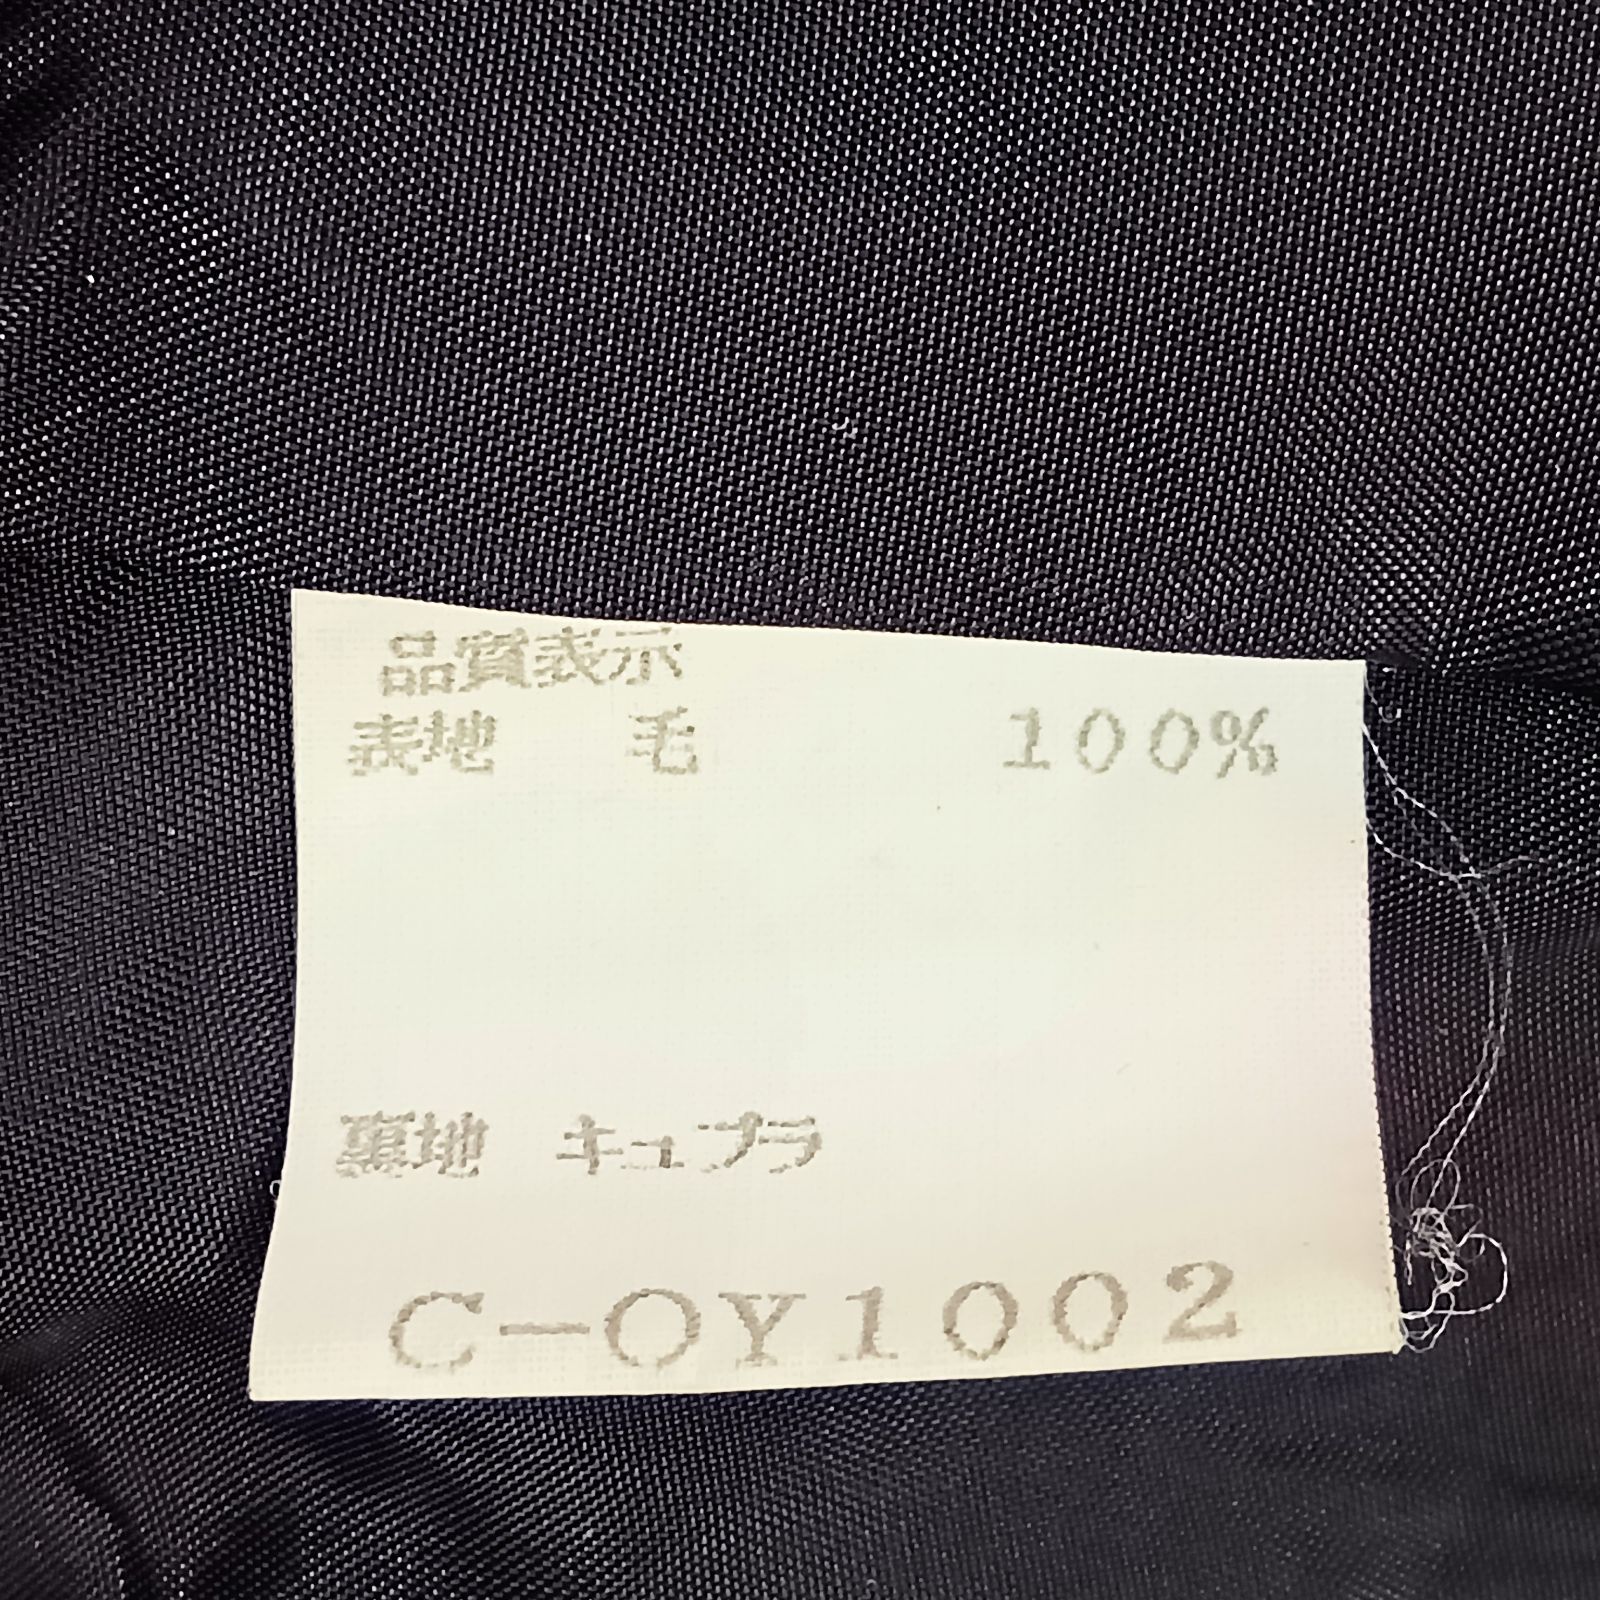 品質表示
表地 毛 100%
裏地 キュプラ
C-OY1002